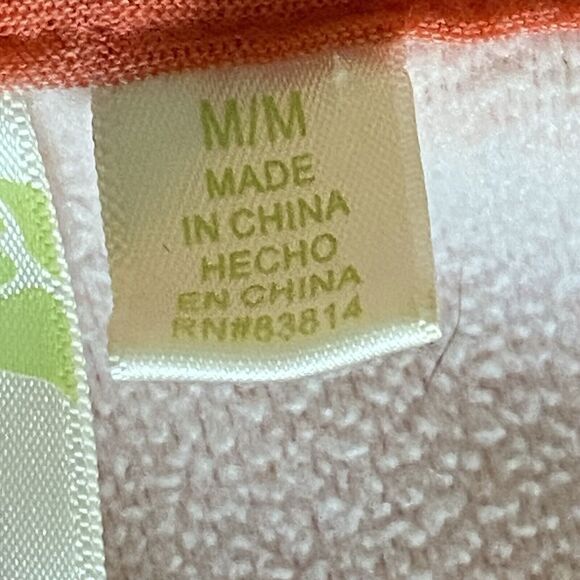 M/M
MADE
IN CHINA
HECHO
EN CHINA
RN#83814